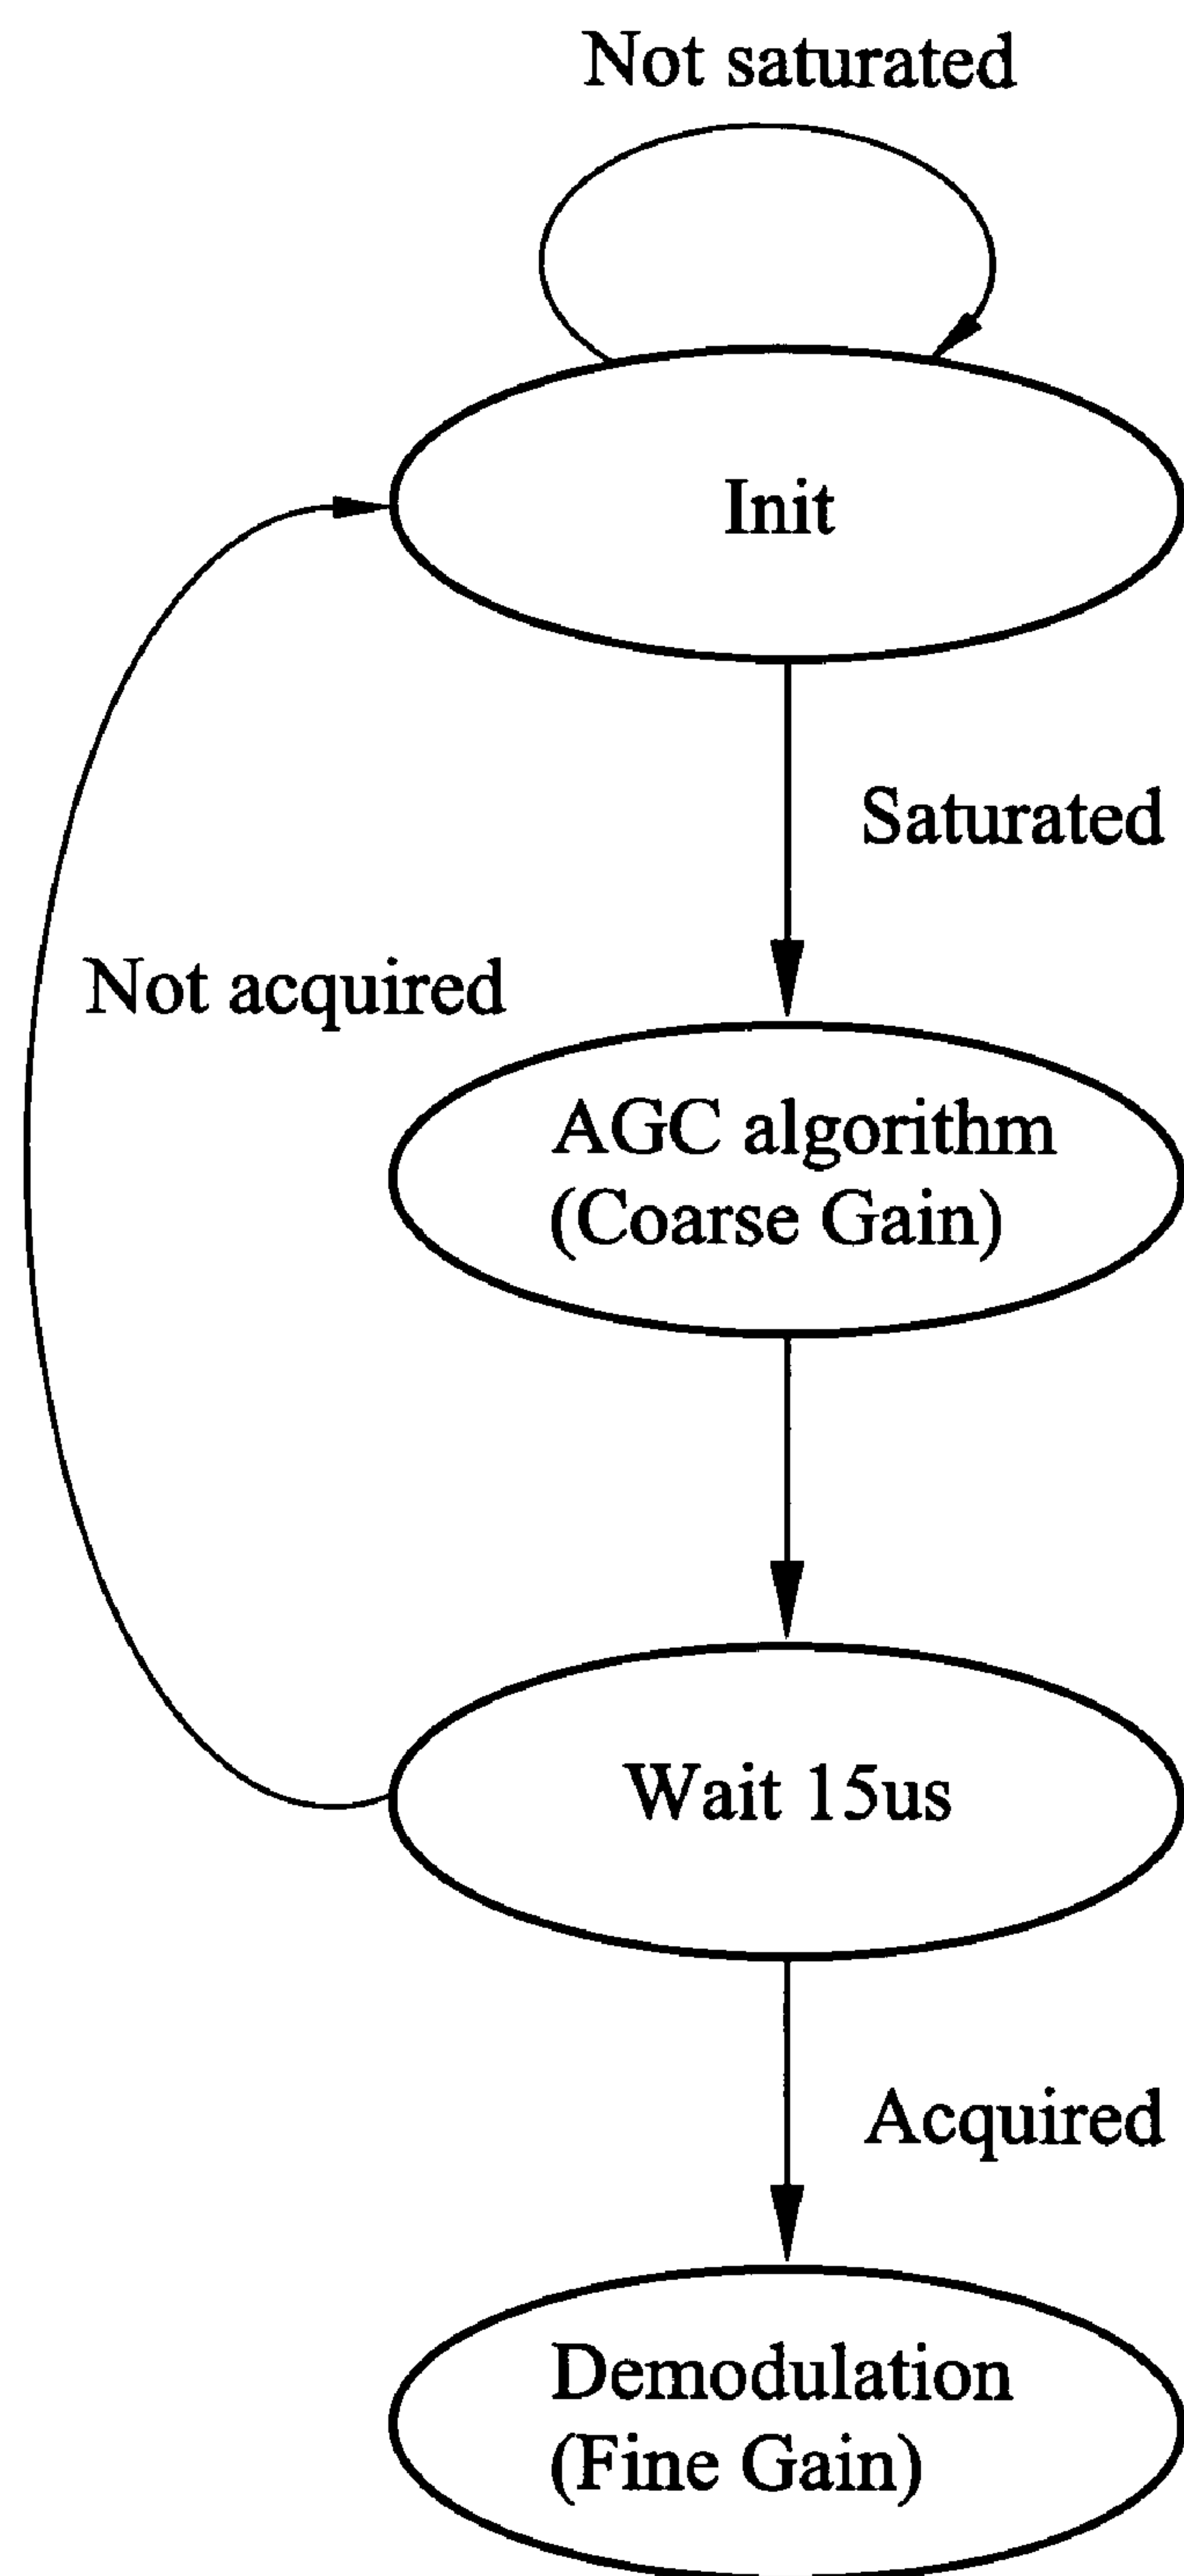 Not saturated
Init
Saturated
Not acquired
AGC algorithm
(Coarse Gain)
Wait 15us
Acquired
Demodulation
(Fine Gain)